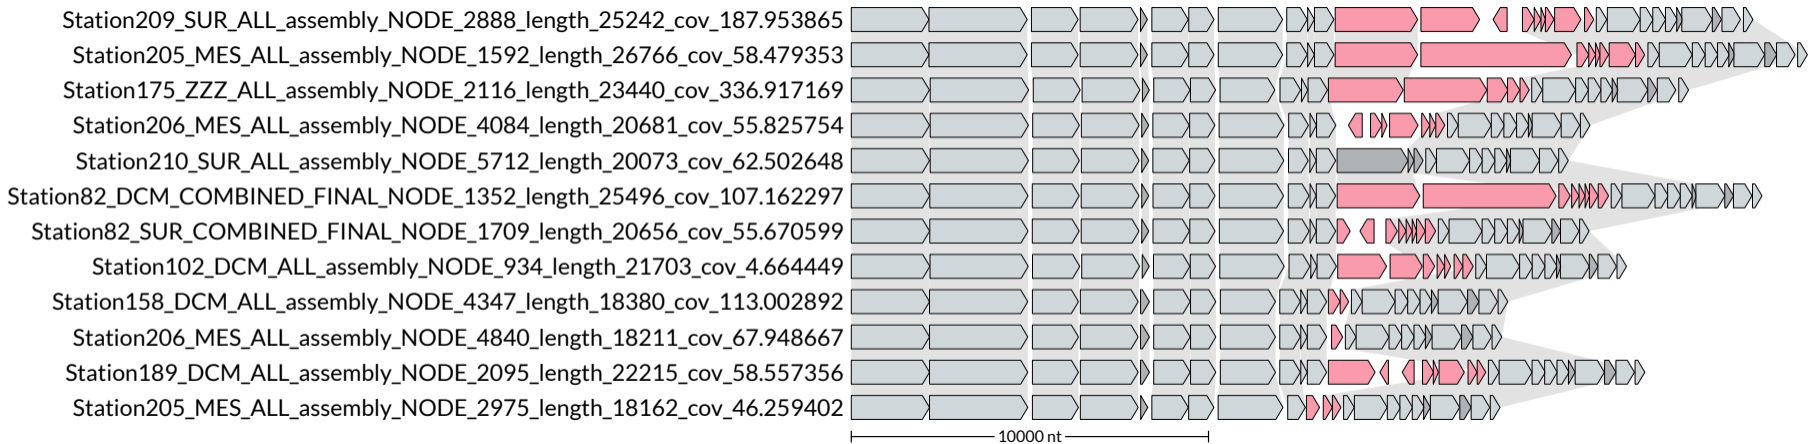 Station209_SUR_ALL_assembly_NODE_2888_length_25242_cov_187.953865
Station205_MES_ALL_assembly_NODE_1592_length_26766_cov_58.479353
Station175_ZZZ_ALL_assembly_NODE_2116_length_23440_cov_336.917169
Station206_MES_ALL_assembly_NODE_4084_length_20681_cov_55.825754
Station210_SUR_ALL_assembly_NODE_5712_length_20073_cov_62.502648
Station82_DCM_COMBINED_FINAL_NODE_1352_length_25496_cov_107.162297
Station82_SUR_COMBINED_FINAL_NODE_1709_length_20656_cov_55.670599
Station102_DCM_ALL_assembly_NODE_934_length_21703_cov_4.664449
Station158_DCM_ALL_assembly_NODE_4347_length_18380_cov_113.002892
Station206_MES_ALL_assembly_NODE_4840_length_18211_cov_67.948667
Station189_DCM_ALL_assembly_NODE_2095_length_22215_cov_58.557356
Station205_MES_ALL_assembly_NODE_2975_length_18162_cov_46.259402
10000 nt